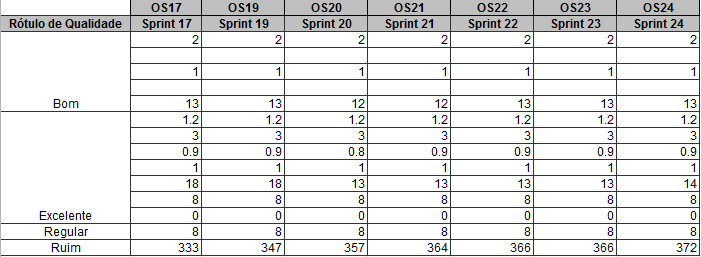 OS17 OS19 OS20 OS21 OS22 OS23 OS24
Rótulo de Qualidade Sprint 17 Sprint 19 Sprint 20 Sprint 21 Sprint 22 Sprint 23 Sprint 24
2 2 2 2 2 2 2
1 1 1 1 1 1 1
Bom 13 13 12 12 13 13 13
1.2 1.2 1.2 1.2 1.2 1.2 1.2
3 3 3 3 3 3 3
0.9 0.9 0.8 0.9 0.9 0.9 0.9
1 1 1 1 1 1 1
18 18 13 13 13 13 14
8 8 8 8 8 8 8
Excelente 0 0 0 0 0 0 0
Regular 8 8 8 8 8 8 8
Ruim 333 347 357 364 366 366 372